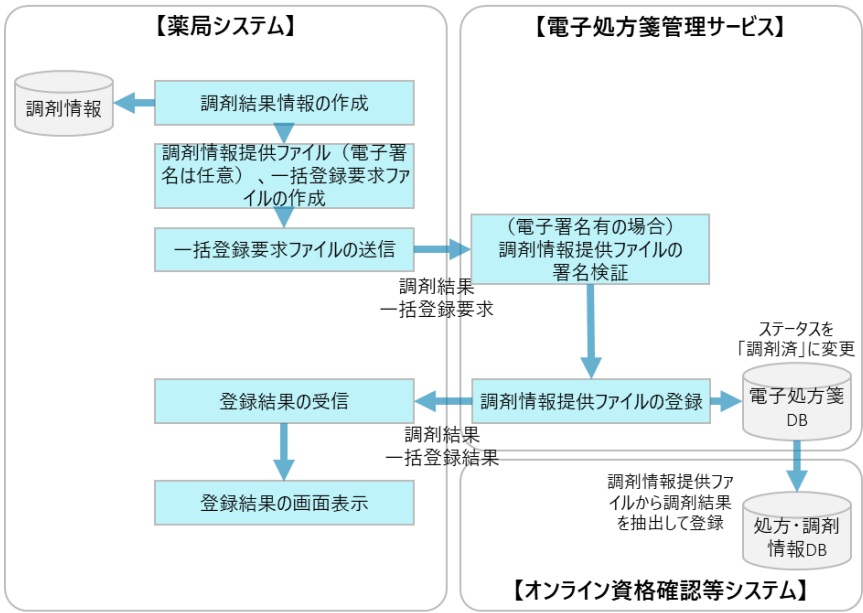 【薬局システム】
調剤情報
調剤結果情報の作成
調剤情報提供ファイル（電子署
名は任意）、一括登録要求ファ
イルの作成
一括登録要求ファイルの送信
調剤結果
一括登録要求
登録結果の受信
調剤結果
一括登録結果
登録結果の画面表示
【電子処方箋管理サービス】
（電子署名有の場合）
調剤情報提供ファイルの
署名検証
ステータスを
「調剤済」に変更
調剤情報提供ファイルの登録
電子処方箋
DB
調剤情報提供ファ
イルから調剤結果
を抽出して登録
処方・調剤
情報DB
【オンライン資格確認等システム】